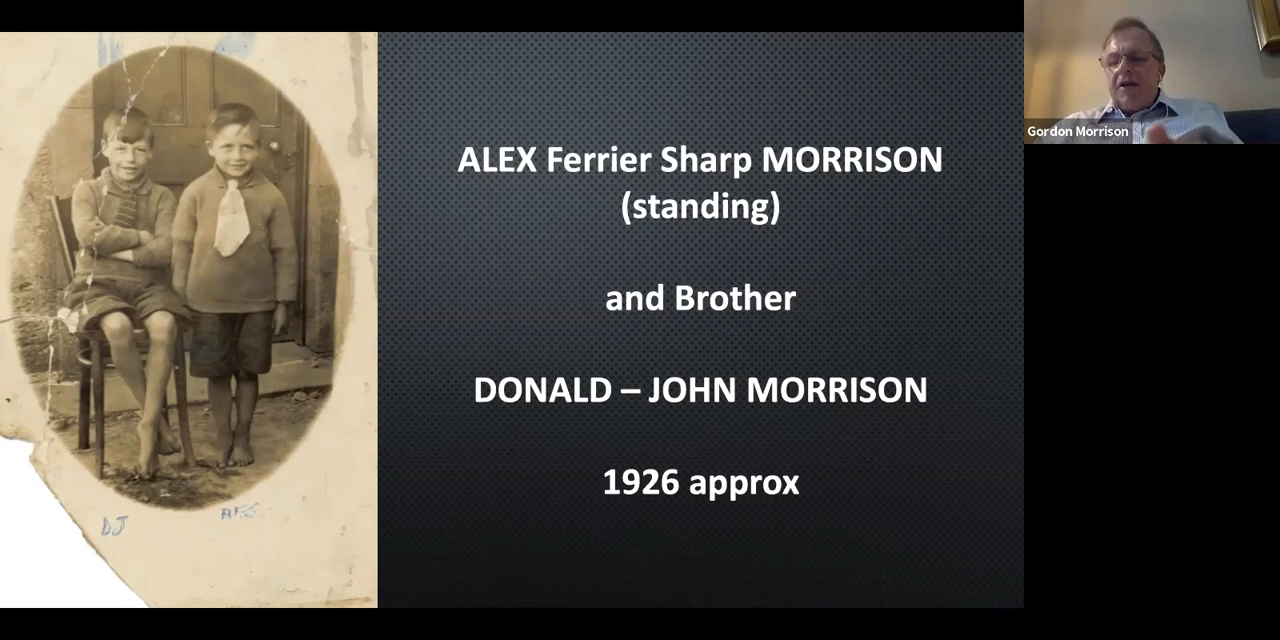 ALEX Ferrier Sharp MORRISON
(standing)
and Brother
DONALD – JOHN MORRISON
1926 approx
Gordon Morrison
DJ
AFS